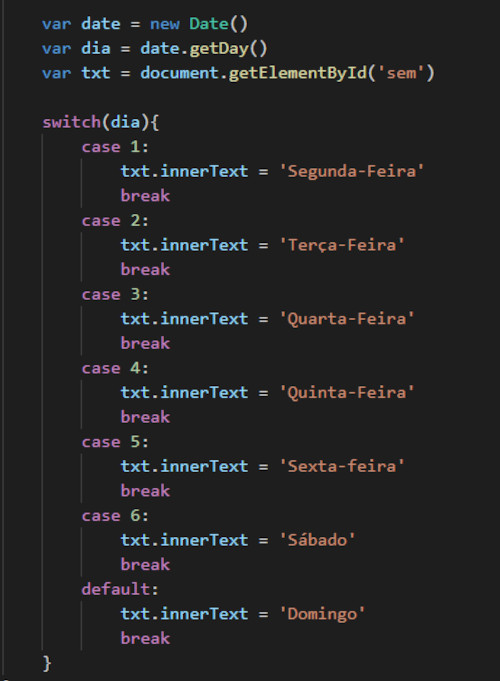 var date = new Date()
var dia = date.getDay()
var txt = document.getElementById('sem')

switch(dia){
    case 1:
        txt.innerText = 'Segunda-Feira'
        break
    case 2:
        txt.innerText = 'Terça-Feira'
        break
    case 3:
        txt.innerText = 'Quarta-Feira'
        break
    case 4:
        txt.innerText = 'Quinta-Feira'
        break
    case 5:
        txt.innerText = 'Sexta-feira'
        break
    case 6:
        txt.innerText = 'Sábado'
        break
    default:
        txt.innerText = 'Domingo'
        break
}